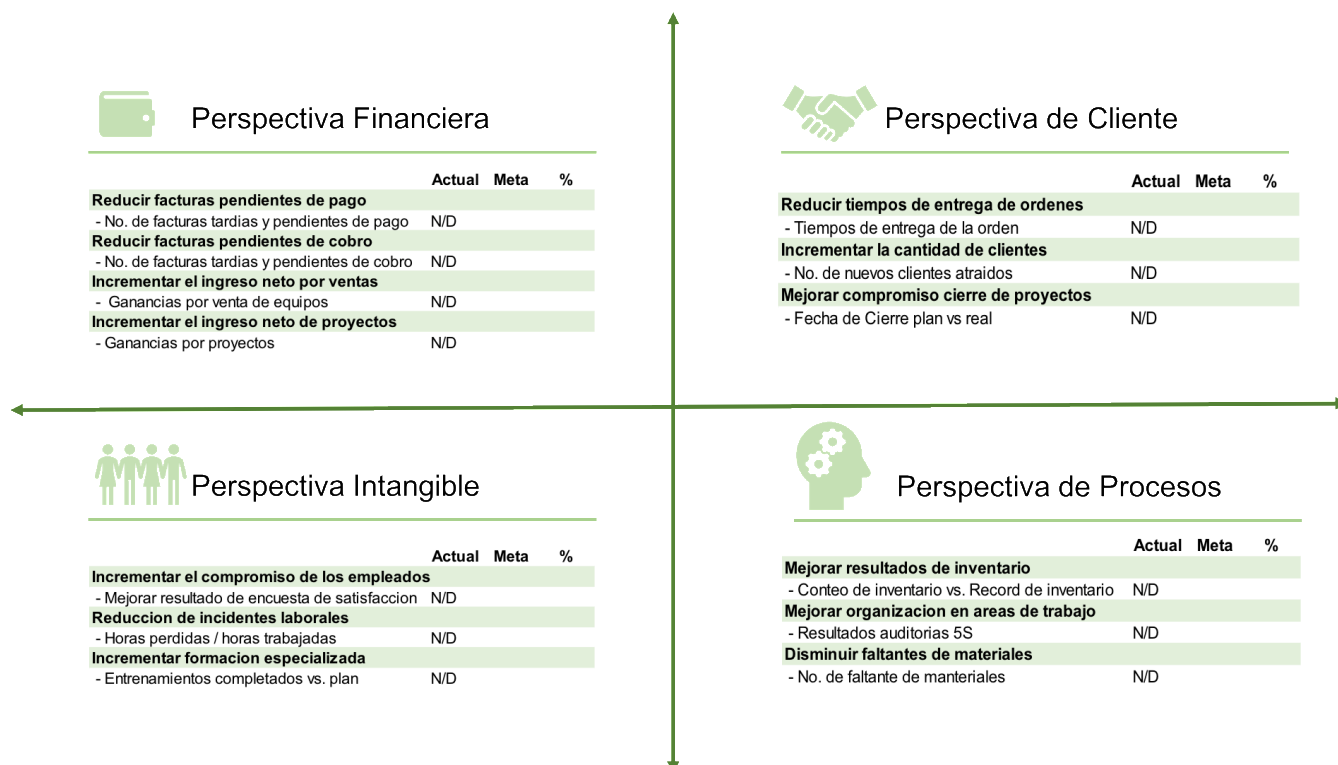 Perspectiva Financiera
Actual Meta %
Reducir facturas pendientes de pago
- No. de facturas tardias y pendientes de pago N/D
Reducir facturas pendientes de cobro
- No. de facturas tardias y pendientes de cobro N/D
Incrementar el ingreso neto por ventas
- Ganancias por venta de equipos N/D
Incrementar el ingreso neto de proyectos
- Ganancias por proyectos N/D
Perspectiva de Cliente
Actual Meta %
Reducir tiempos de entrega de ordenes
- Tiempos de entrega de la orden N/D
Incrementar la cantidad de clientes
- No. de nuevos clientes atraidos N/D
Mejorar compromiso cierre de proyectos
- Fecha de Cierre plan vs real N/D
Perspectiva Intangible
Actual Meta %
Incrementar el compromiso de los empleados
- Mejorar resultado de encuesta de satisfaccion N/D
Reduccion de incidentes laborales
- Horas perdidas / horas trabajadas N/D
Incrementar formacion especializada
- Entrenamientos completados vs. plan N/D
Perspectiva de Procesos
Actual Meta %
Mejorar resultados de inventario
- Conteo de inventario vs. Record de inventario N/D
Mejorar organizacion en areas de trabajo
- Resultados auditorias 5S N/D
Disminuir faltantes de materiales
- No. de faltante de manteriales N/D